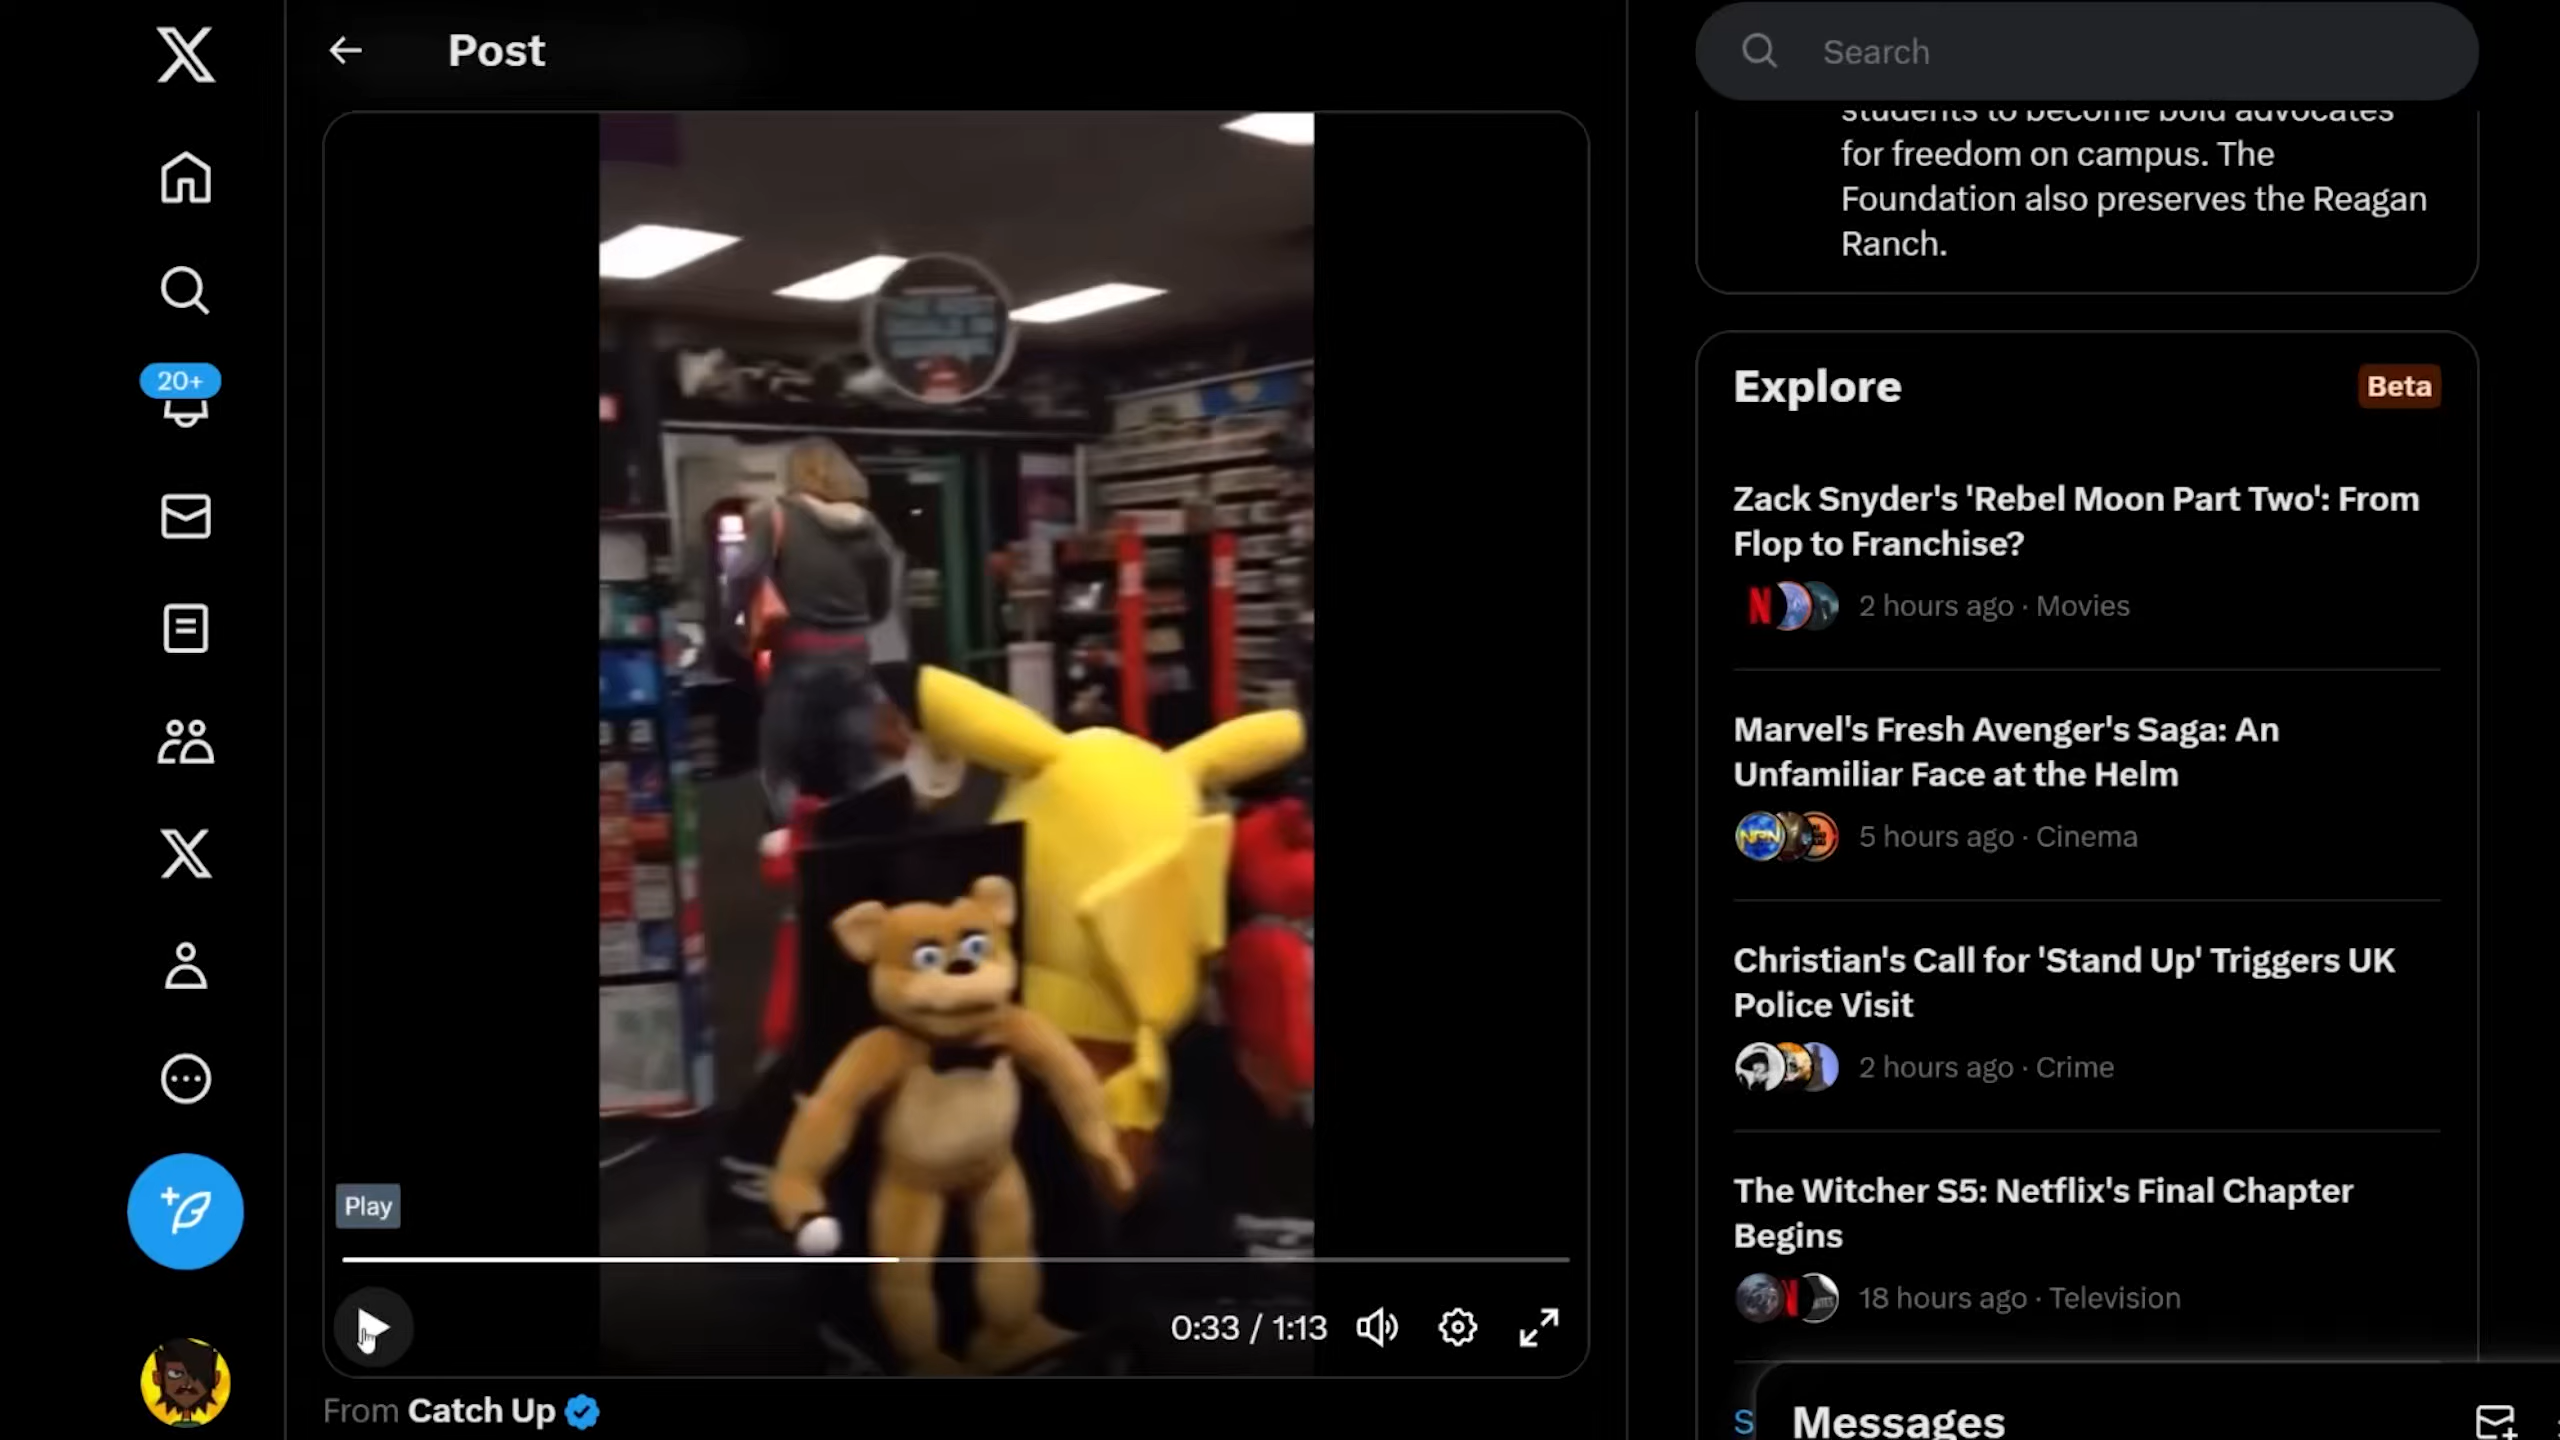 Post
Search
20+
students to become bold advocates
for freedom on campus. The
Foundation also preserves the Reagan
Ranch.
Explore
Beta
Zack Snyder's 'Rebel Moon Part Two': From
Flop to Franchise?
2 hours ago · Movies
Marvel's Fresh Avenger's Saga: An
Unfamiliar Face at the Helm
5 hours ago · Cinema
Christian's Call for 'Stand Up' Triggers UK
Police Visit
2 hours ago · Crime
The Witcher S5: Netflix's Final Chapter
Begins
18 hours ago · Television
Play
0:33 / 1:13
From Catch Up
S
Messages